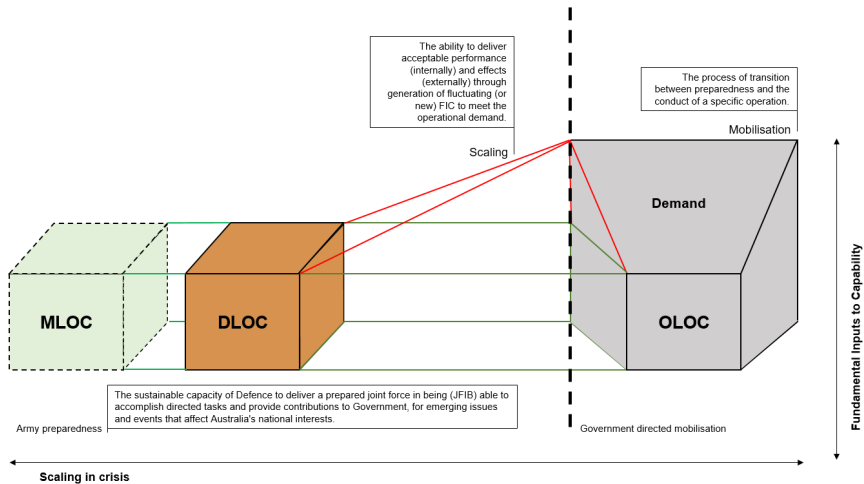 The ability to deliver
acceptable performance
(internally) and effects
(externally) through
generation of fluctuating (or
new) FIC to meet the
operational demand.
Scaling
The process of transition
between preparedness and the
conduct of a specific operation.
Mobilisation
Demand
MLOC
DLOC
OLOC
The sustainable capacity of Defence to deliver a prepared joint force in being (JFIB) able to
accomplish directed tasks and provide contributions to Government, for emerging issues
and events that affect Australia's national interests.
Army preparedness
Government directed mobilisation
Scaling in crisis
Fundamental Inputs to Capability